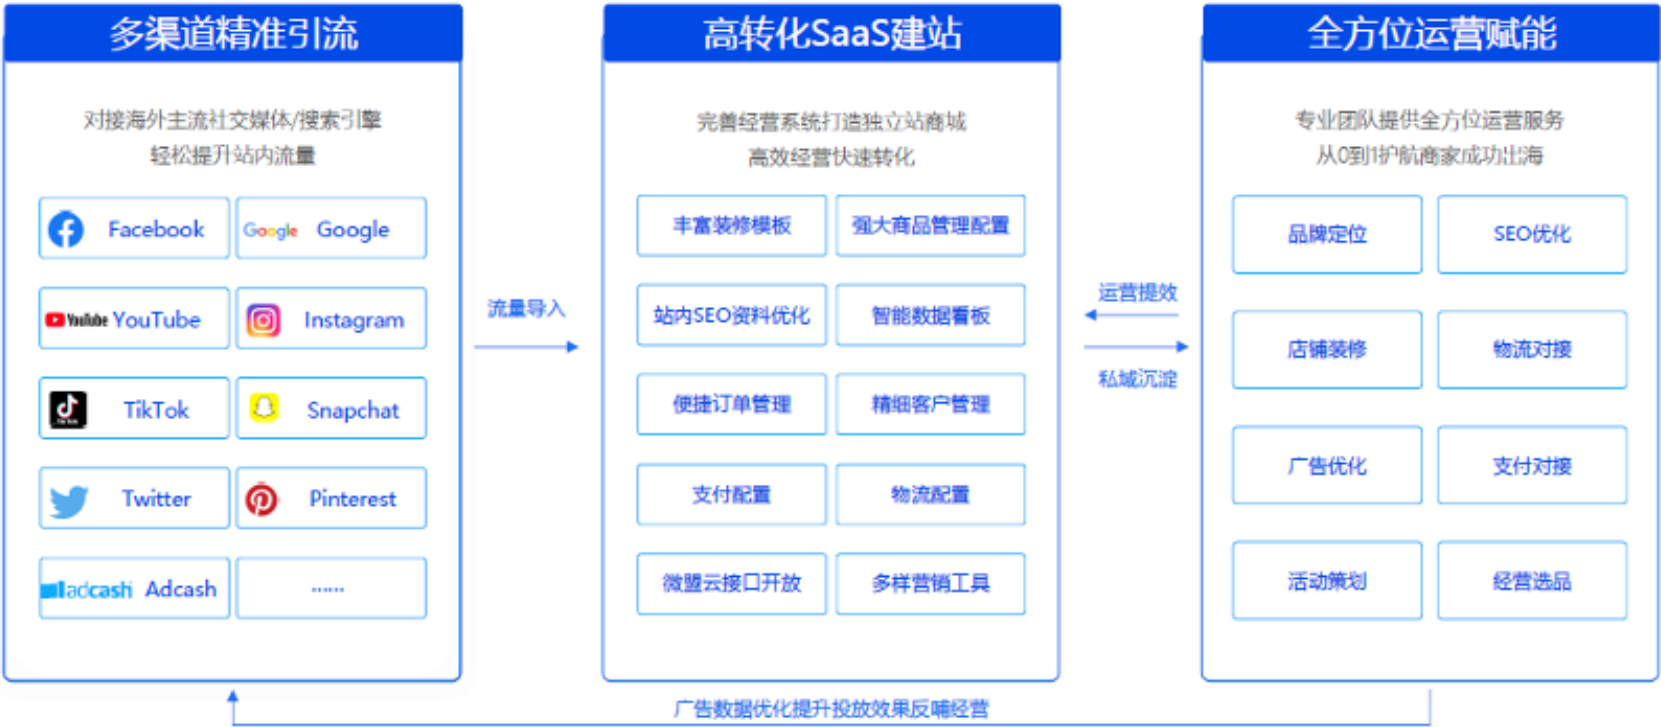 多渠道精准引流
对接海外主流社交媒体/搜索引擎
轻松提升站内流量
Facebook
Google Google
YouTube YouTube
Instagram
TikTok
Snapchat
Twitter
Pinterest
adcash Adcash
......
流量导入
高转化SaaS建站
完善经营系统打造独立站商城
高效经营快速转化
丰富装修模板
强大商品管理配置
站内SEO资料优化
智能数据看板
便捷订单管理
精细客户管理
支付配置
物流配置
微盟云接口开放
多样营销工具
运营提效
私域沉淀
全方位运营赋能
专业团队提供全方位运营服务
从0到1护航商家成功出海
品牌定位
SEO优化
店铺装修
物流对接
广告优化
支付对接
活动策划
经营选品
广告数据优化提升投放效果反哺经营